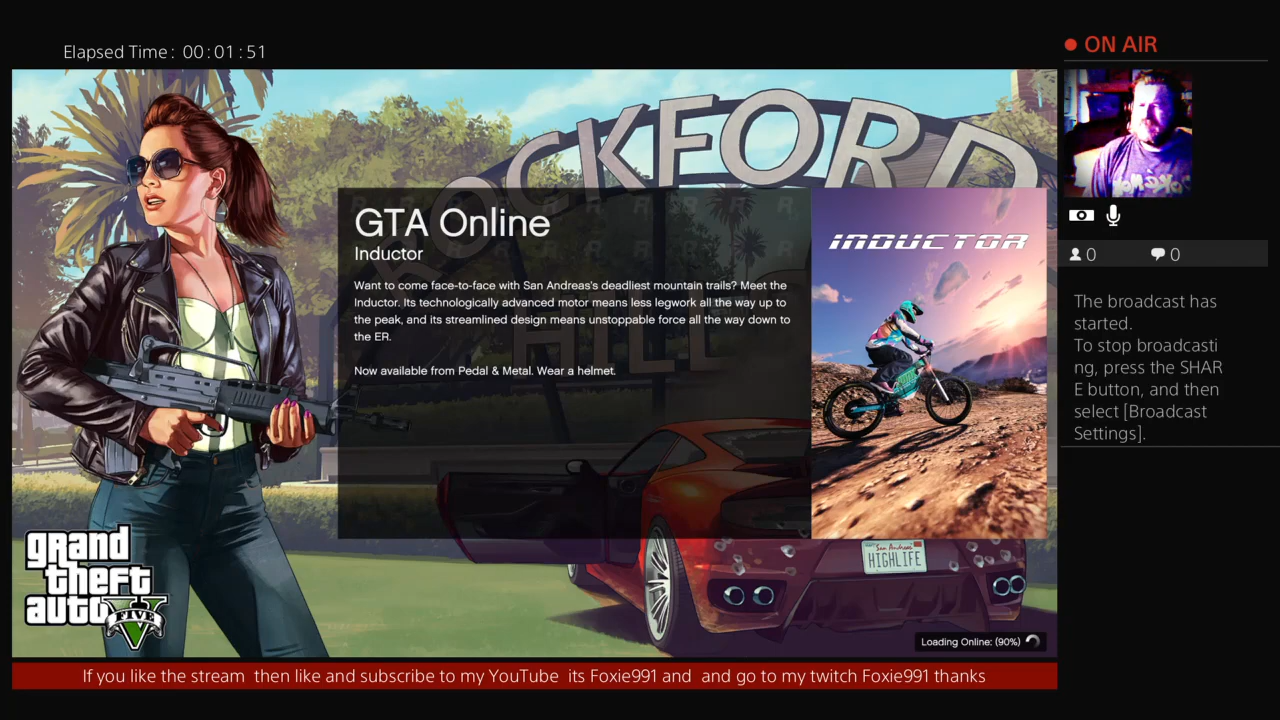 Elapsed Time: 00:01:51
ON AIR
ROCKFORD
HILL
GTA Online
Inductor
Want to come face-to-face with San Andreas's deadliest mountain trails? Meet the
Inductor. Its technologically advanced motor means less legwork all the way up to
the peak, and its streamlined design means unstoppable force all the way down to
the ER.
Now available from Pedal & Metal. Wear a helmet.
INDUCTOR
0
0
The broadcast has
started.
To stop broadcasti
ng, press the SHAR
E button, and then
select [Broadcast
Settings].
grand
theft
auto
V
FIVE
San Andreas
HIGHLIFE
Loading Online: (90%)
If you like the stream then like and subscribe to my YouTube its Foxie991 and and go to my twitch Foxie991 thanks